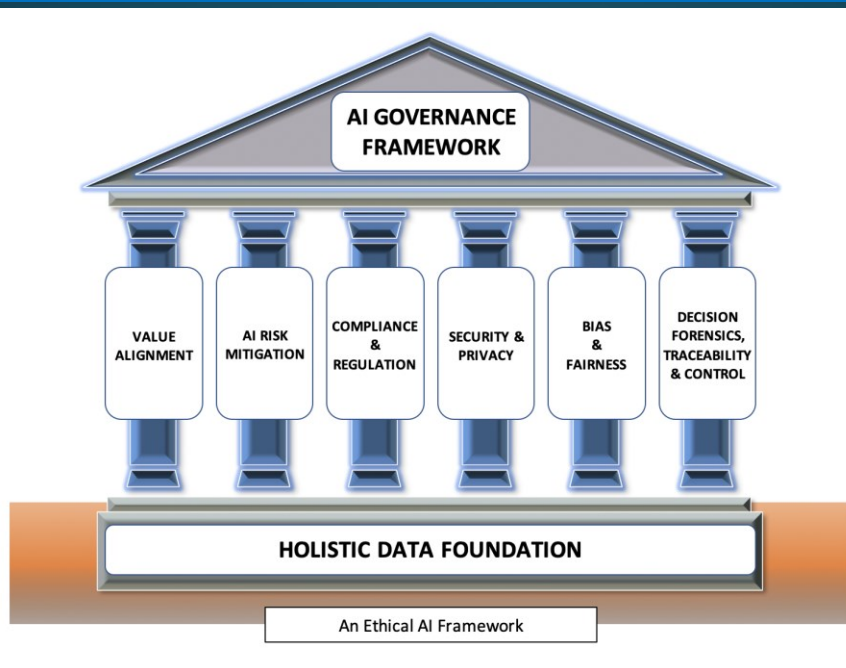 AI GOVERNANCE
FRAMEWORK
VALUE
ALIGNMENT
AI RISK
MITIGATION
COMPLIANCE
&
REGULATION
SECURITY &
PRIVACY
BIAS
&
FAIRNESS
DECISION
FORENSICS,
TRACEABILITY
& CONTROL
HOLISTIC DATA FOUNDATION
An Ethical AI Framework